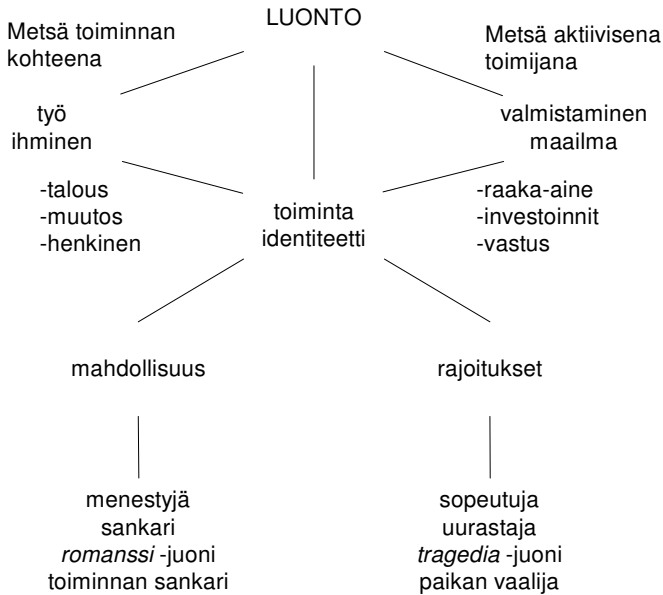 LUONTO
Metsä toiminnan
kohteena
Metsä aktiivisena
toimijana
työ
ihminen
valmistaminen
maailma
-talous
-muutos
-henkinen
toiminta
identiteetti
-raaka-aine
-investoinnit
-vastus
mahdollisuus
rajoitukset
menestyjä
sankari
romanssi -juoni
toiminnan sankari
sopeutuja
uurastaja
tragedia -juoni
paikan vaalija